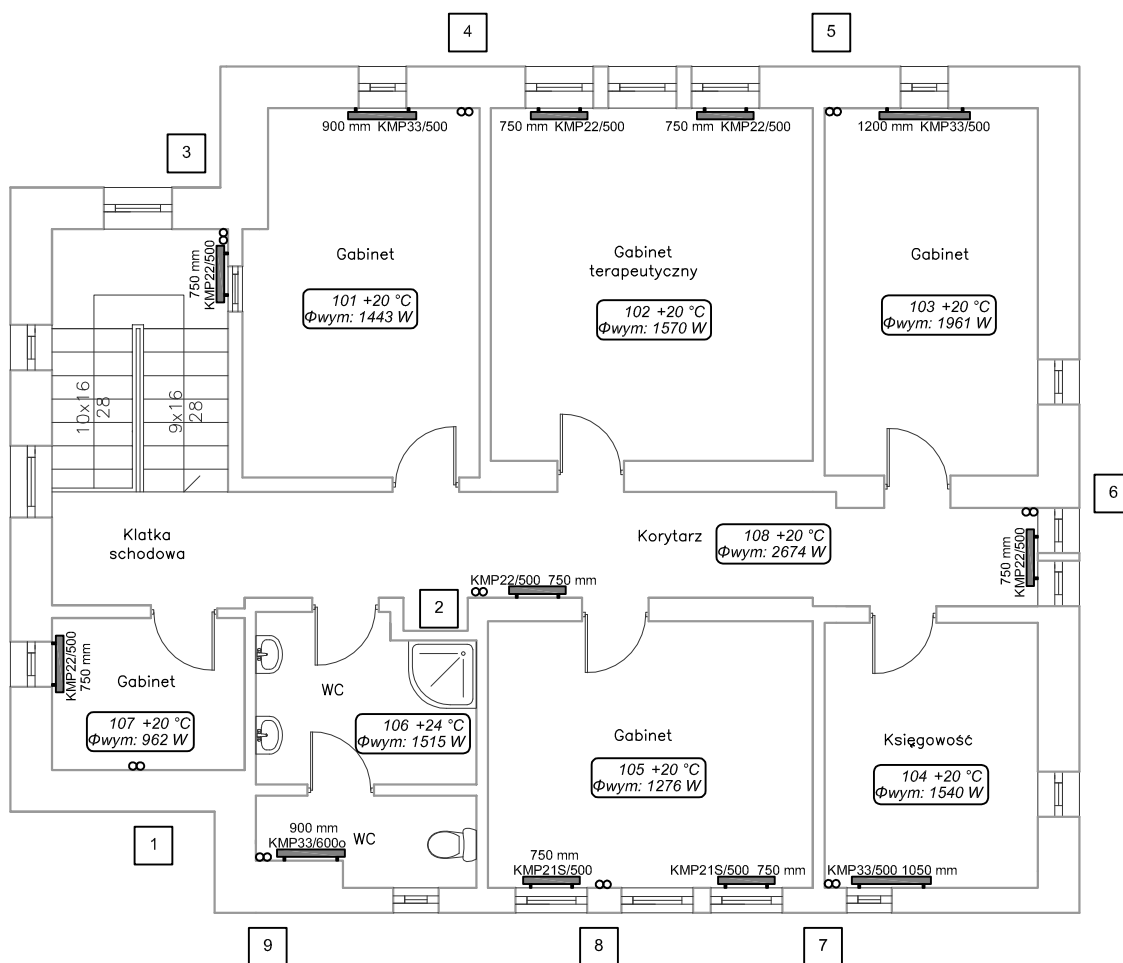 4
5
3
900 mm KMP33/500
750 mm KMP22/500
750 mm KMP22/500
1200 mm KMP33/500
750 mm
KMP22/500
Gabinet
101 +20 °C
Φwym: 1443 W
Gabinet
terapeutyczny
102 +20 °C
Φwym: 1570 W
Gabinet
103 +20 °C
Φwym: 1961 W
10x16
28
9x16
28
6
Klatka
schodowa
Korytarz
108 +20 °C
Φwym: 2674 W
750 mm
KMP22/500
KMP22/500 750 mm
2
KMP22/500
750 mm
Gabinet
107 +20 °C
Φwym: 962 W
WC
106 +24 °C
Φwym: 1515 W
Gabinet
105 +20 °C
Φwym: 1276 W
Księgowość
104 +20 °C
Φwym: 1540 W
1
900 mm
KMP33/600o
WC
750 mm
KMP21S/500
KMP21S/500 750 mm
KMP33/500 1050 mm
9
8
7